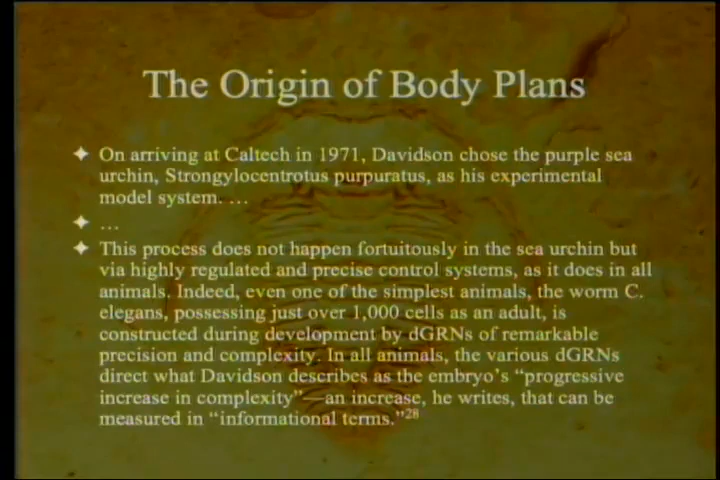 The Origin of Body Plans
✦ On arriving at Caltech in 1971, Davidson chose the purple sea
urchin, Strongylocentrotus purpuratus, as his experimental
model system. …
✦ …
✦ This process does not happen fortuitously in the sea urchin but
via highly regulated and precise control systems, as it does in all
animals. Indeed, even one of the simplest animals, the worm C.
elegans, possessing just over 1,000 cells as an adult, is
constructed during development by dGRNs of remarkable
precision and complexity. In all animals, the various dGRNs
direct what Davidson describes as the embryo’s “progressive
increase in complexity”—an increase, he writes, that can be
measured in “informational terms.”28